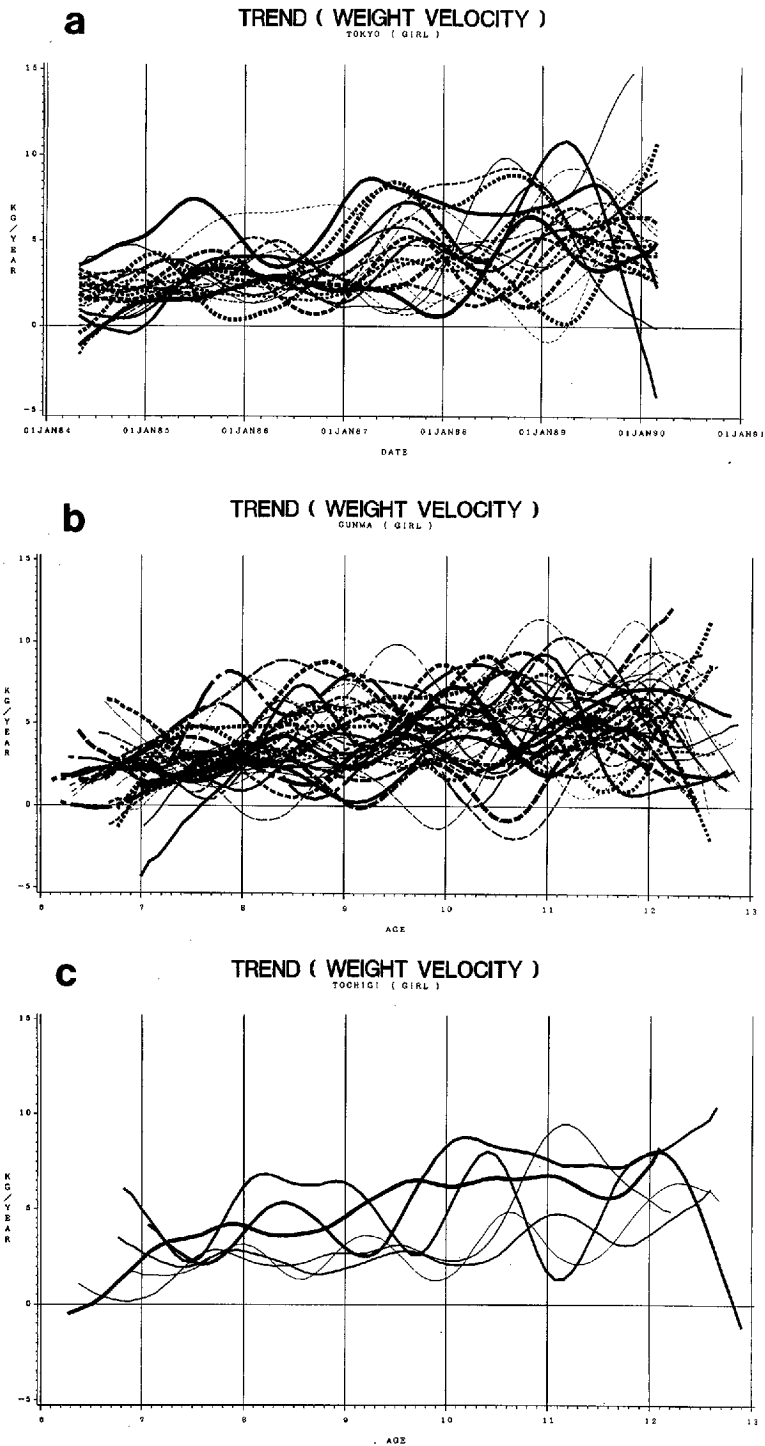 a
TREND ( WEIGHT VELOCITY )
TOKYO ( GIRL )
15
10
5
0
-5
KG/YEAR
01JAN84 01JAN85 01JAN86 01JAN87 01JAN88 01JAN89 01JAN90 01JAN91
DATE
b
TREND ( WEIGHT VELOCITY )
GUNMA ( GIRL )
15
10
5
0
-5
KG/YEAR
6 7 8 9 10 11 12 13
AGE
c
TREND ( WEIGHT VELOCITY )
TOCHIGI ( GIRL )
15
10
5
0
-5
KG/YEAR
6 7 8 9 10 11 12 13
AGE